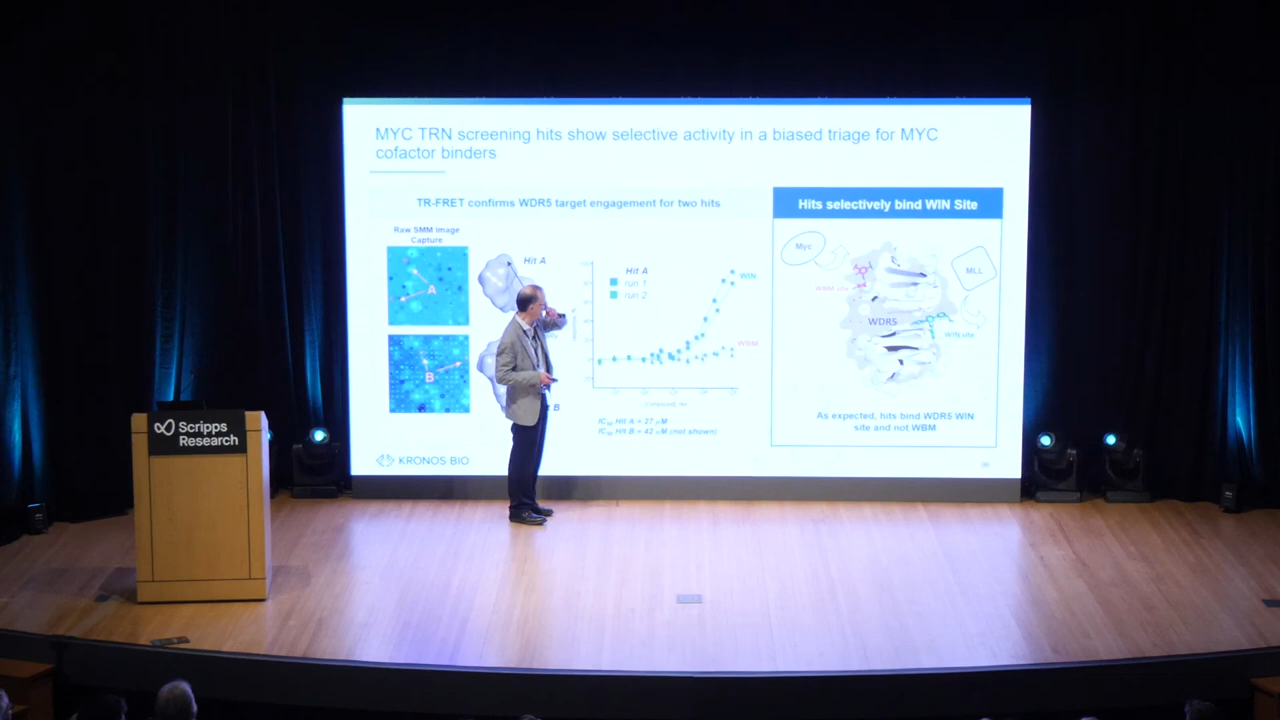 MYC TRN screening hits show selective activity in a biased triage for MYC
cofactor binders
TR-FRET confirms WDR5 target engagement for two hits
Raw SMM Image
Capture
A
B
Hit A
B
Hit A
run 1
run 2
WIN
WBM
IC50 Hit A = 27 µM
IC50 Hit B = 42 µM (not shown)
Hits selectively bind WIN Site
Myc
MLL
WBM site
WDR5
WIN site
As expected, hits bind WDR5 WIN
site and not WBM
KRONOS BIO
Scripps
Research